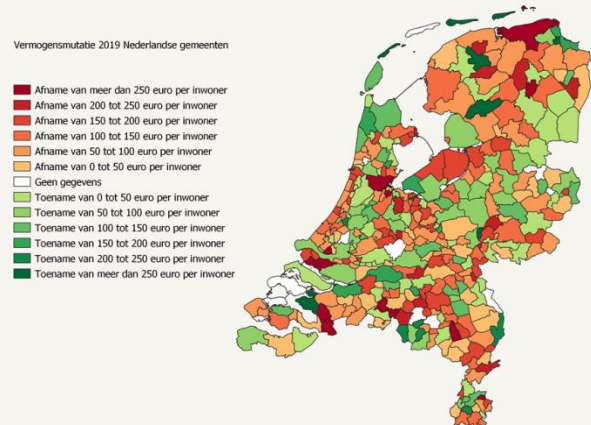 Vermogensmutatie 2019 Nederlandse gemeenten
Afname van meer dan 250 euro per inwoner
Afname van 200 tot 250 euro per inwoner
Afname van 150 tot 200 euro per inwoner
Afname van 100 tot 150 euro per inwoner
Afname van 50 tot 100 euro per inwoner
Afname van 0 tot 50 euro per inwoner
Geen gegevens
Toename van 0 tot 50 euro per inwoner
Toename van 50 tot 100 euro per inwoner
Toename van 100 tot 150 euro per inwoner
Toename van 150 tot 200 euro per inwoner
Toename van 200 tot 250 euro per inwoner
Toename van meer dan 250 euro per inwoner